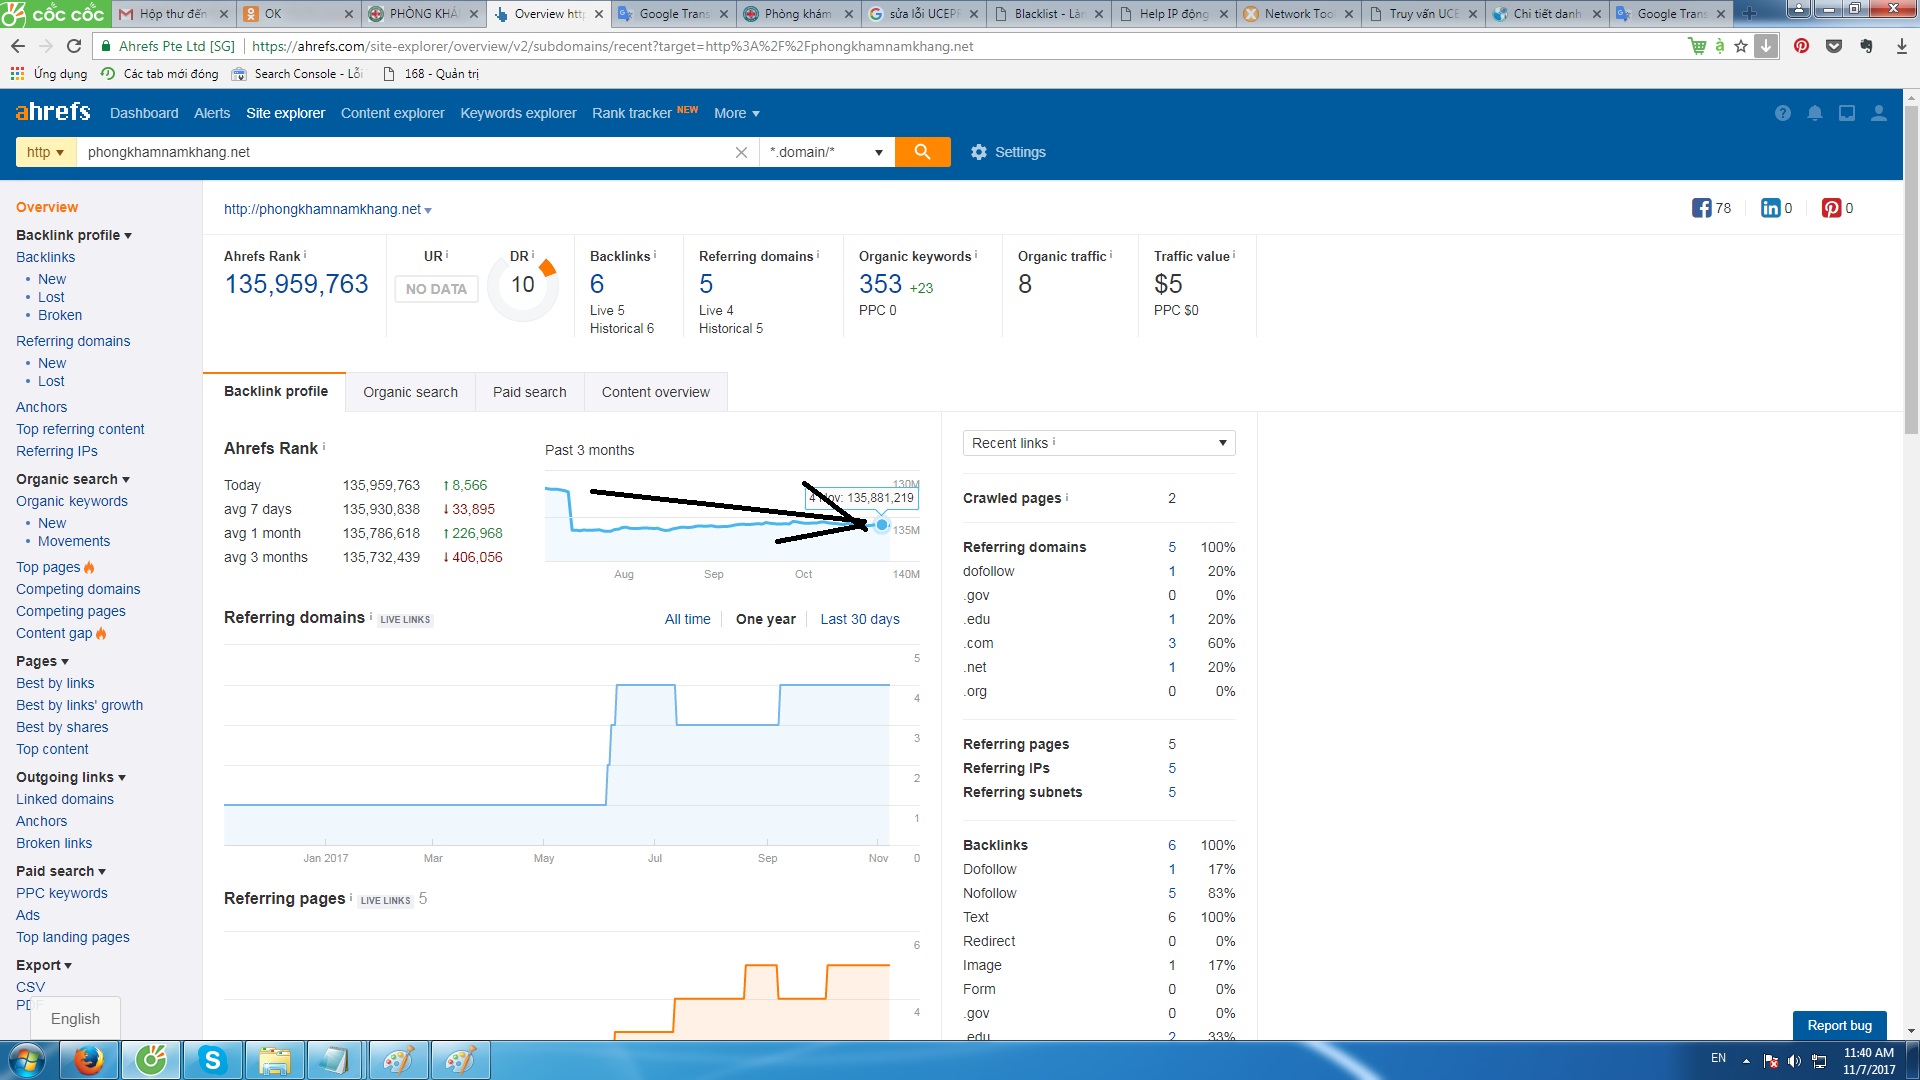 cốc cốc
Hộp thư đến
OK
PHÒNG KHÁ
Overview htt
Google Trans
Phòng khám
sửa lỗi UCEP
Blacklist - Làn
Help IP động
Network Too
Truy vấn UCE
Chi tiết danh
Google Trans
Ahrefs Pte Ltd [SG]
https://ahrefs.com/site-explorer/overview/v2/subdomains/recent?target=http%3A%2F%2Fphongkhamnamkhang.net
Ứng dụng
Các tab mới đóng
Search Console - Lỗi
168 - Quản trị
ahrefs
Dashboard
Alerts
Site explorer
Content explorer
Keywords explorer
Rank tracker NEW
More
http
phongkhamnamkhang.net
*.domain/*
Settings
Overview
Backlink profile
Backlinks
New
Lost
Broken
Referring domains
New
Lost
Anchors
Top referring content
Referring IPs
Organic search
Organic keywords
New
Movements
Top pages
Competing domains
Competing pages
Content gap
Pages
Best by links
Best by links' growth
Best by shares
Top content
Outgoing links
Linked domains
Anchors
Broken links
Paid search
PPC keywords
Ads
Top landing pages
Export
CSV
English
http://phongkhamnamkhang.net
78
0
0
Ahrefs Rank i
135,959,763
UR i
NO DATA
DR i
10
Backlinks i
6
Live 5
Historical 6
Referring domains i
5
Live 4
Historical 5
Organic keywords i
353 +23
PPC 0
Organic traffic i
8
Traffic value i
$5
PPC $0
Backlink profile
Organic search
Paid search
Content overview
Ahrefs Rank i
Today 135,959,763 ↑8,566
avg 7 days 135,930,838 ↓33,895
avg 1 month 135,786,618 ↑226,968
avg 3 months 135,732,439 ↓406,056
Past 3 months
130M
135,881,219
135M
140M
Aug
Sep
Oct
Referring domains i LIVE LINKS
All time
One year
Last 30 days
5
4
3
2
1
0
Jan 2017
Mar
May
Jul
Sep
Nov
Referring pages i LIVE LINKS 5
6
4
Recent links i
Crawled pages i 2
Referring domains 5 100%
dofollow 1 20%
.gov 0 0%
.edu 1 20%
.com 3 60%
.net 1 20%
.org 0 0%
Referring pages 5
Referring IPs 5
Referring subnets 5
Backlinks 6 100%
Dofollow 1 17%
Nofollow 5 83%
Text 6 100%
Redirect 0 0%
Image 1 17%
Form 0 0%
.gov 0 0%
.edu 2 33%
Report bug
EN
11:40 AM
11/7/2017